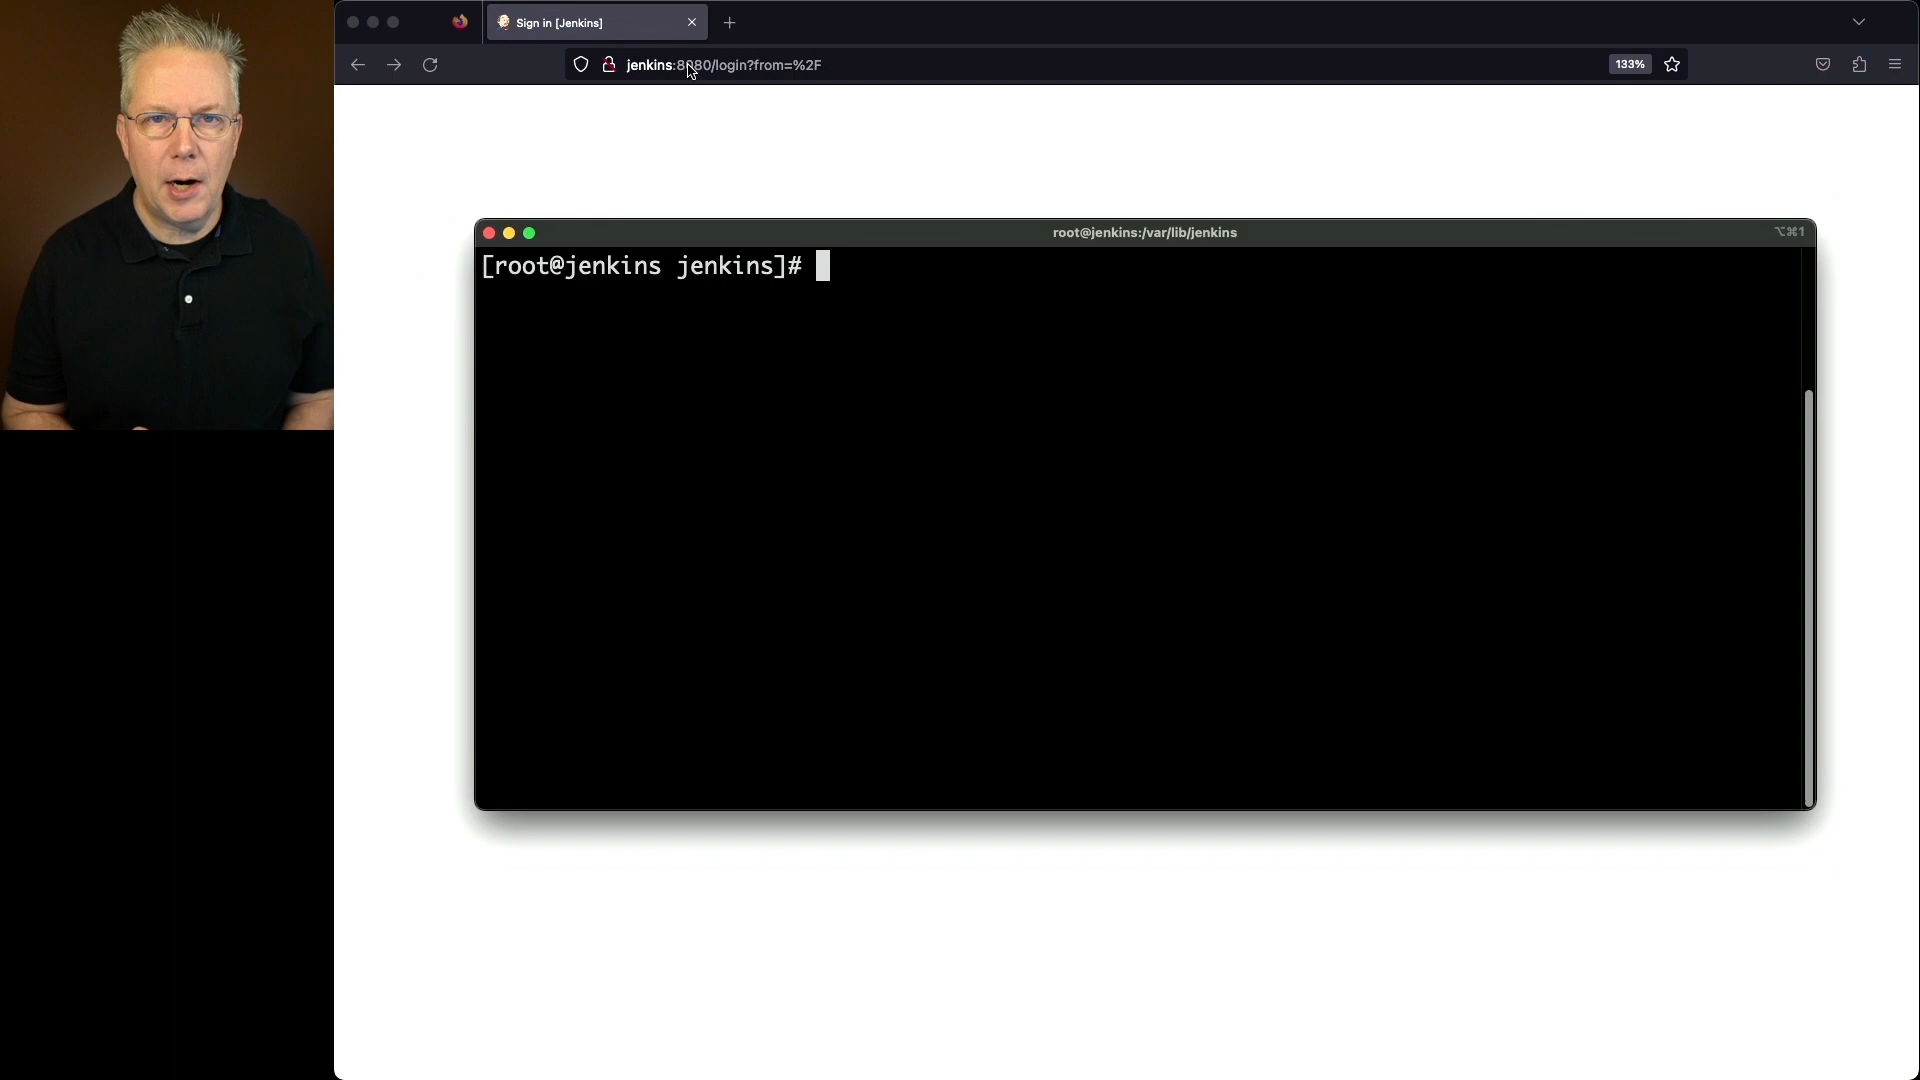 Sign in [Jenkins]
jenkins:8080/login?from=%2F
133%
root@jenkins:/var/lib/jenkins
⌥⌘1
[root@jenkins jenkins]#